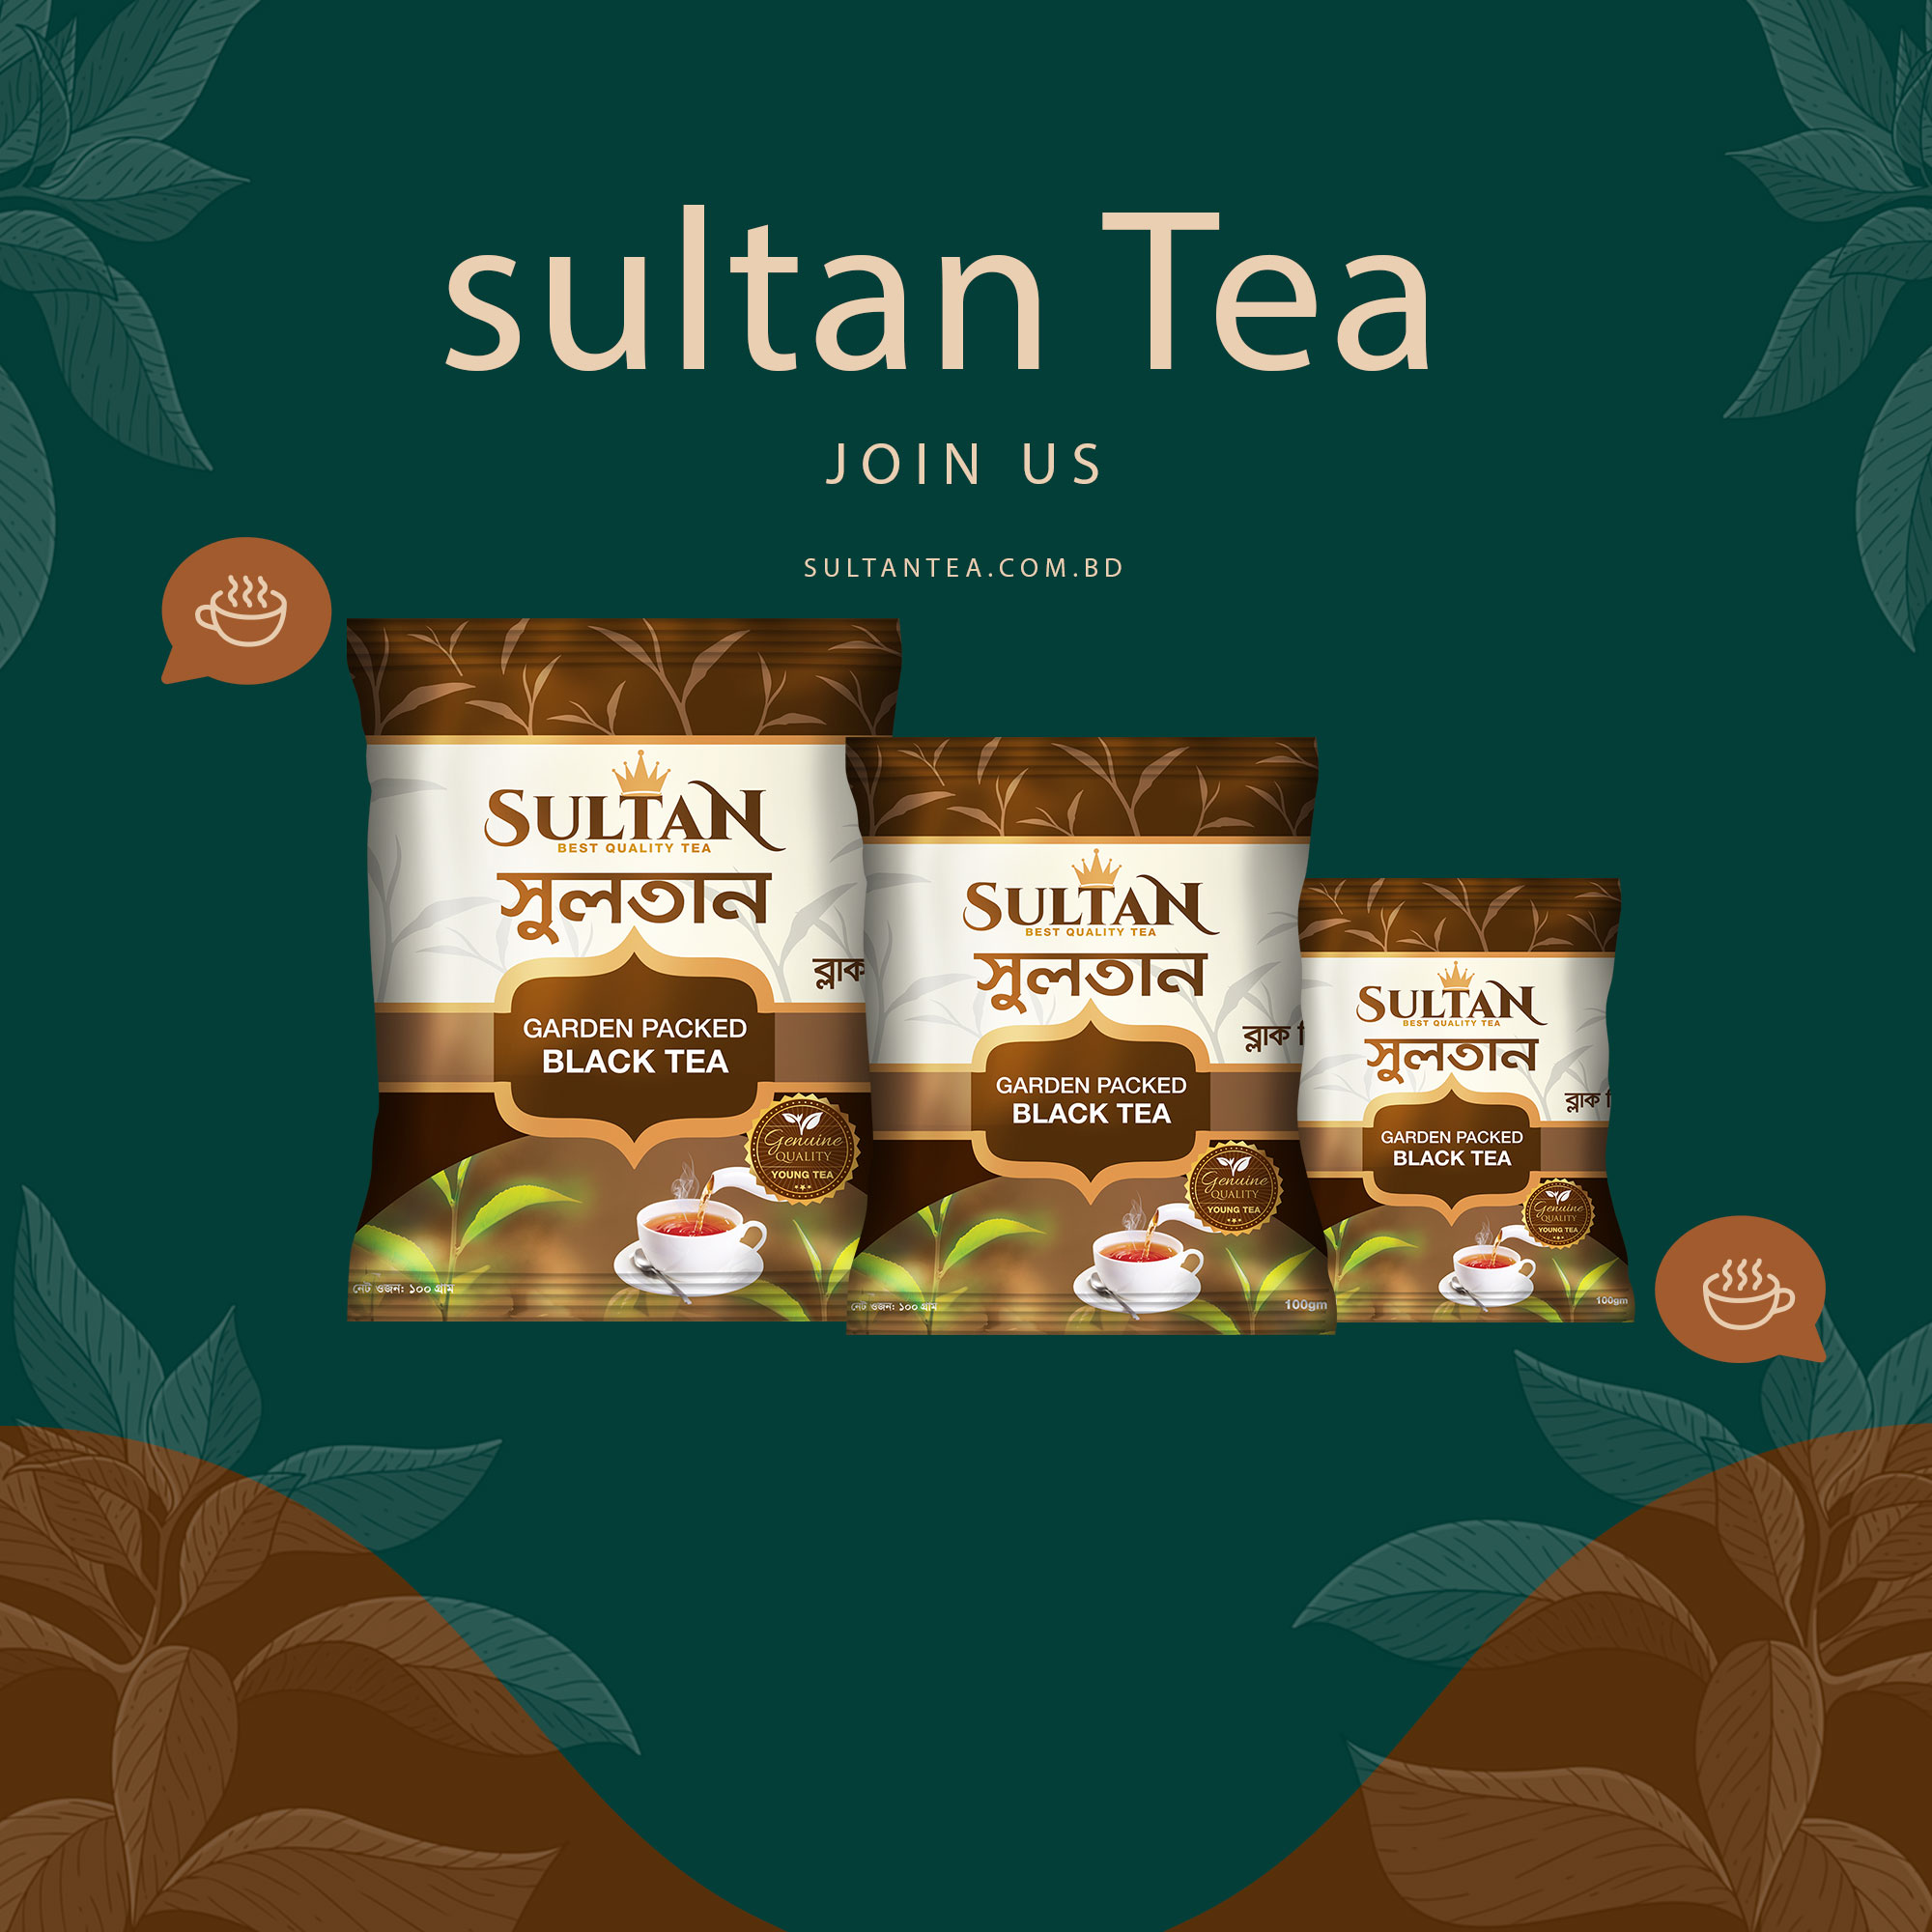 sultan Tea
JOIN US
SULTANTEA.COM.BD
SULTAN
BEST QUALITY TEA
সুলতান
ব্লাক
GARDEN PACKED
BLACK TEA
Genuine
QUALITY
YOUNG TEA
নেট ওজন: ১০০ গ্রাম
SULTAN
BEST QUALITY TEA
সুলতান
ব্লাক
GARDEN PACKED
BLACK TEA
Genuine
QUALITY
YOUNG TEA
নেট ওজন: ১০০ গ্রাম
100gm
SULTAN
BEST QUALITY TEA
সুলতান
ব্লাক
GARDEN PACKED
BLACK TEA
Genuine
QUALITY
YOUNG TEA
100gm